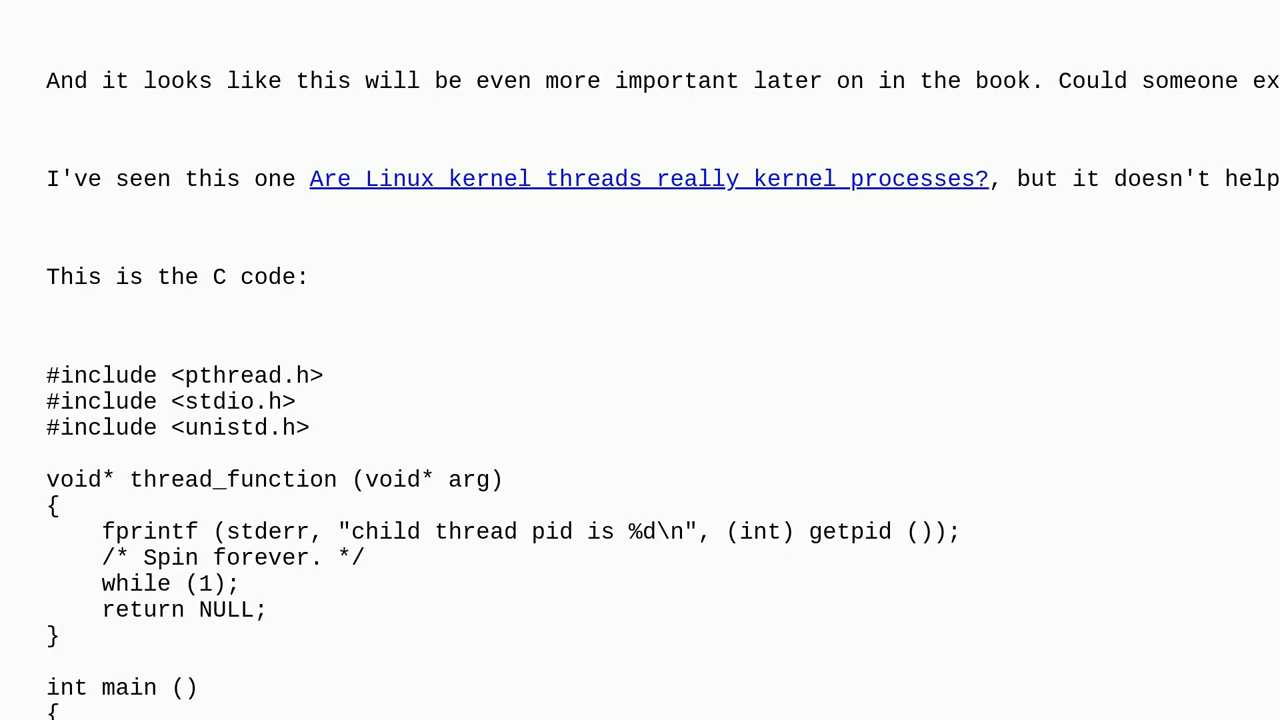 And it looks like this will be even more important later on in the book. Could someone ex
I've seen this one Are Linux kernel threads really kernel processes?, but it doesn't help
This is the C code:
#include <pthread.h>
#include <stdio.h>
#include <unistd.h>
void* thread_function (void* arg)
{
    fprintf (stderr, "child thread pid is %d\n", (int) getpid ());
    /* Spin forever. */
    while (1);
    return NULL;
}
int main ()
{